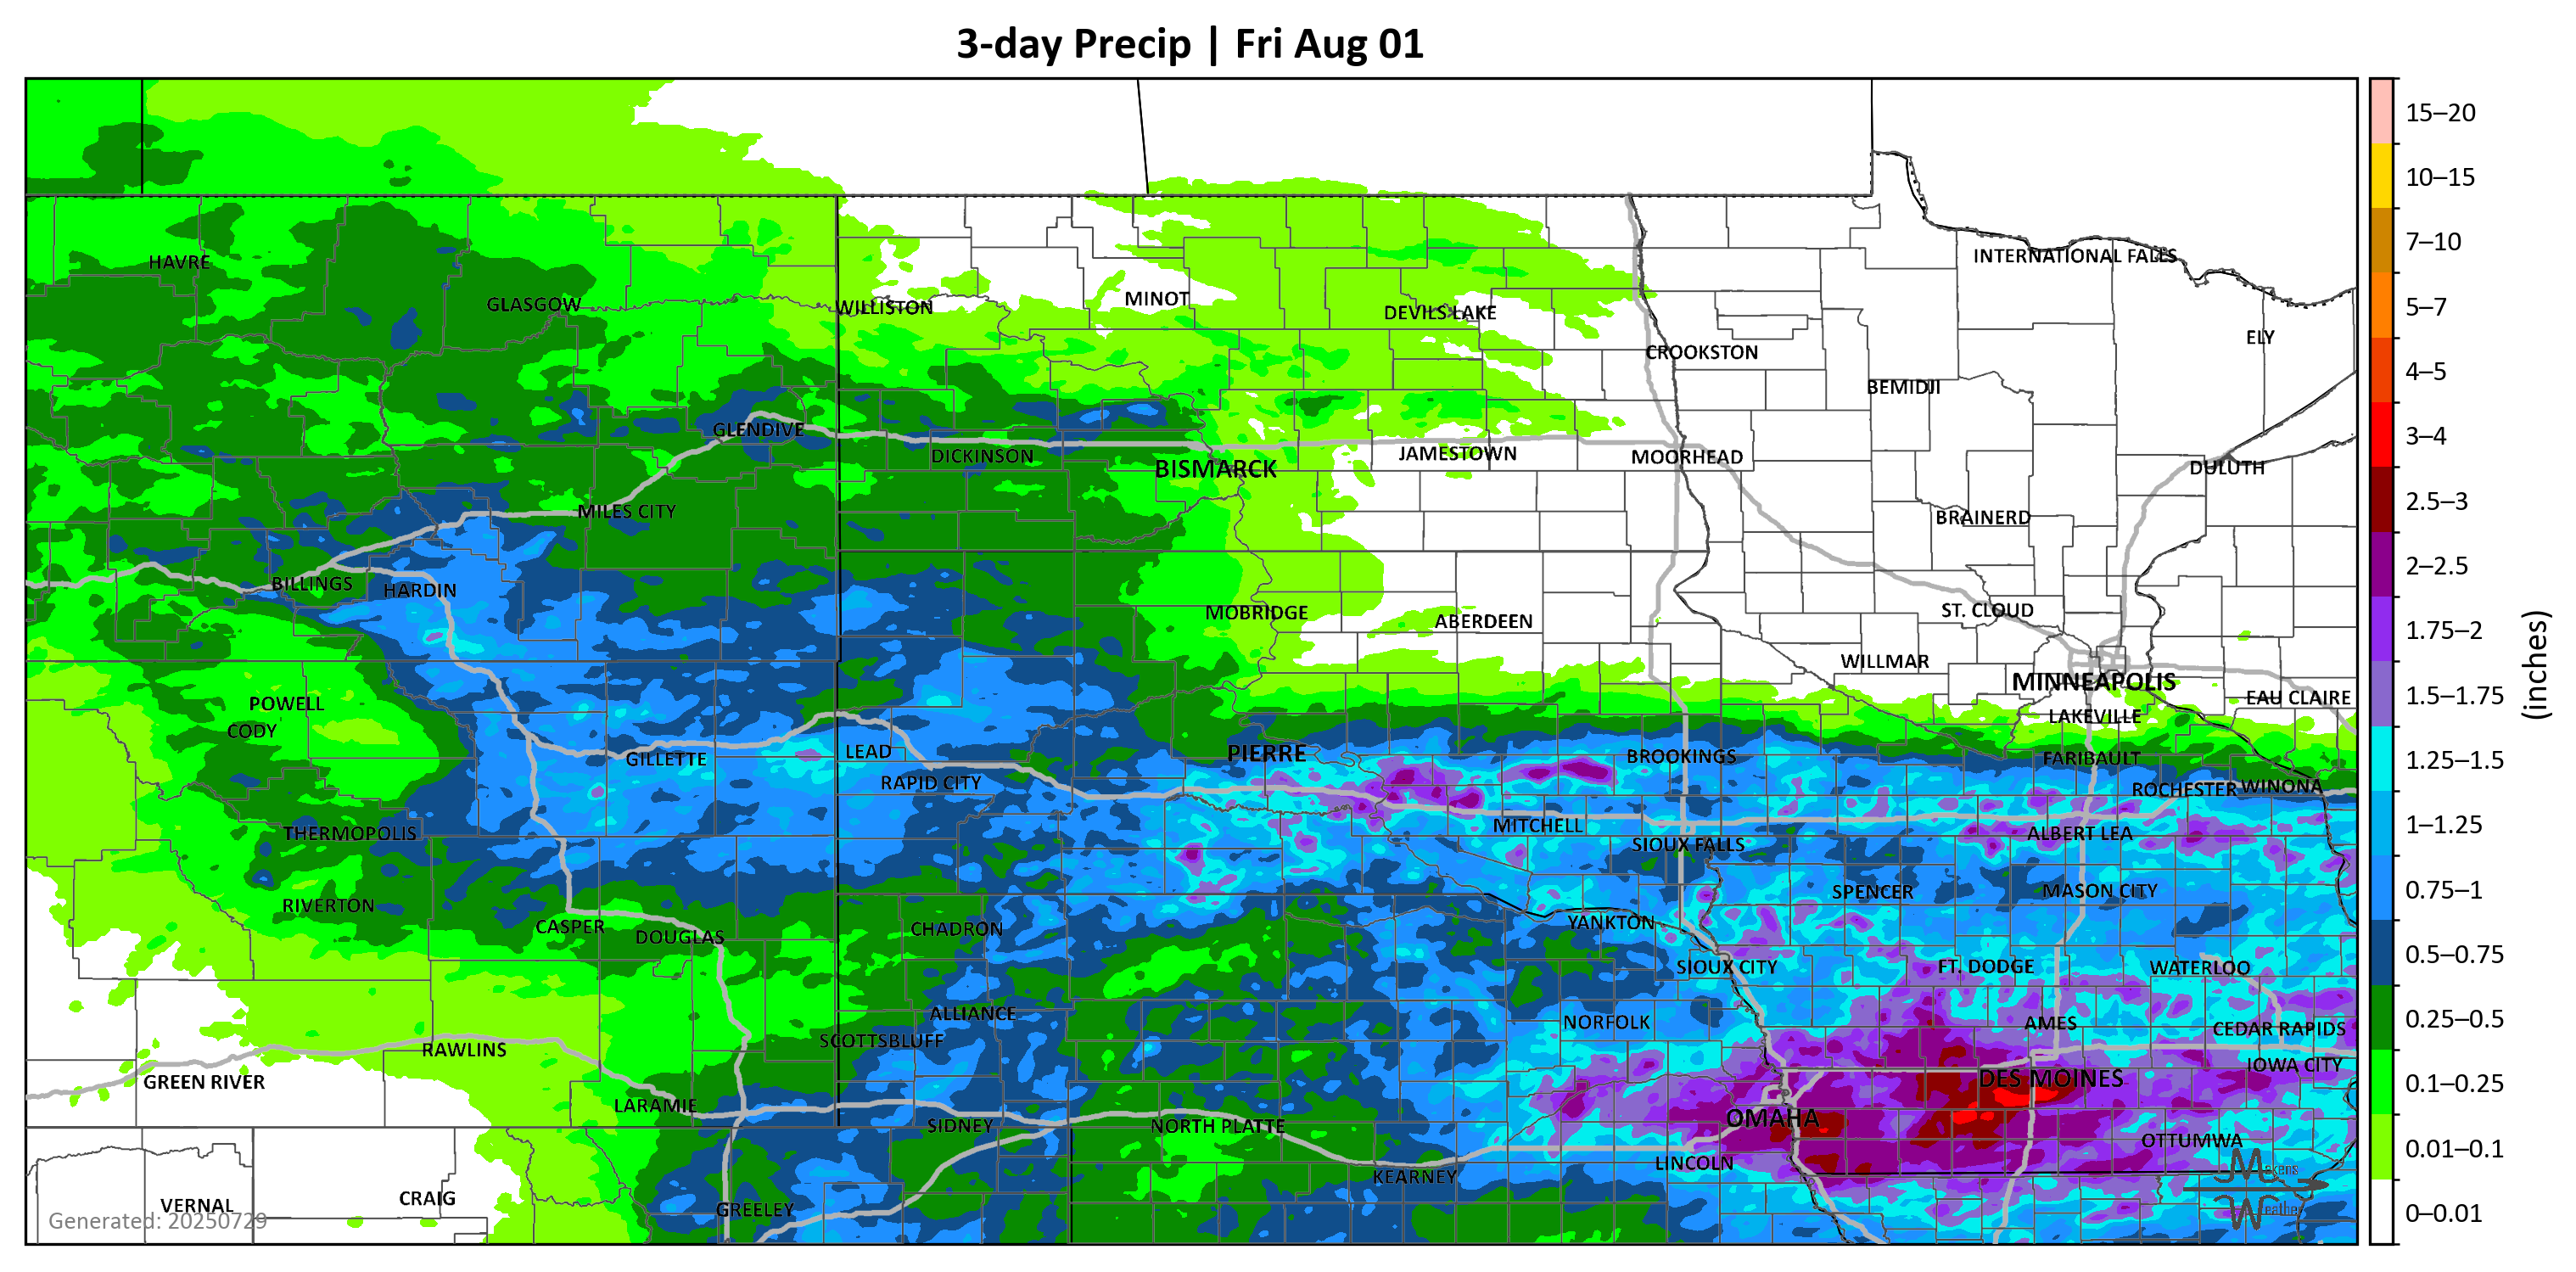 3-day Precip | Fri Aug 01
15–20
10–15
7–10
5–7
4–5
3–4
2.5–3
2–2.5
1.75–2
1.5–1.75
1.25–1.5
1–1.25
0.75–1
0.5–0.75
0.25–0.5
0.1–0.25
0.01–0.1
0–0.01
(inches)
HAVRE
GLASGOW
WILLISTON
MINOT
DEVILS LAKE
INTERNATIONAL FALLS
ELY
CROOKSTON
BEMIDJI
GLENDIVE
DICKINSON
BISMARCK
JAMESTOWN
MOORHEAD
DULUTH
MILES CITY
BRAINERD
BILLINGS
HARDIN
MOBRIDGE
ABERDEEN
ST. CLOUD
WILLMAR
MINNEAPOLIS
EAU CLAIRE
POWELL
CODY
LAKEVILLE
GILLETTE
LEAD
RAPID CITY
PIERRE
BROOKINGS
FARIBAULT
ROCHESTER
WINONA
THERMOPOLIS
MITCHELL
SIOUX FALLS
ALBERT LEA
RIVERTON
CASPER
DOUGLAS
CHADRON
YANKTON
SPENCER
MASON CITY
SIOUX CITY
FT. DODGE
WATERLOO
ALLIANCE
SCOTTSBLUFF
NORFOLK
AMES
CEDAR RAPIDS
RAWLINS
GREEN RIVER
IOWA CITY
DES MOINES
LARAMIE
SIDNEY
NORTH PLATTE
OMAHA
OTTUMWA
KEARNEY
LINCOLN
VERNAL
CRAIG
GREELEY
Makens
Weather
Generated: 20250729